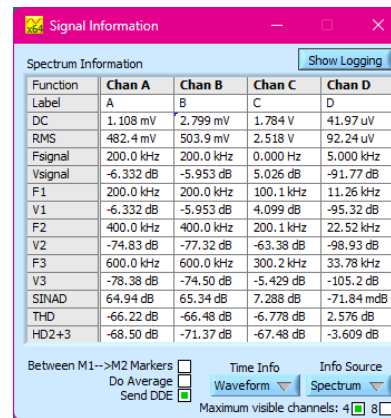 x64 Signal Information
Spectrum Information Show Logging
Function Chan A Chan B Chan C Chan D
Label A B C D
DC 1.108 mV 2.799 mV 1.784 V 41.97 uV
RMS 482.4 mV 503.9 mV 2.518 V 92.24 uV
Fsignal 200.0 kHz 200.0 kHz 0.000 Hz 5.000 kHz
Vsignal -6.332 dB -5.953 dB 5.026 dB -91.77 dB
F1 200.0 kHz 200.0 kHz 100.1 kHz 11.26 kHz
V1 -6.332 dB -5.953 dB 4.099 dB -95.32 dB
F2 400.0 kHz 400.0 kHz 200.1 kHz 22.52 kHz
V2 -74.83 dB -77.32 dB -63.38 dB -98.93 dB
F3 600.0 kHz 600.0 kHz 300.2 kHz 33.78 kHz
V3 -78.38 dB -74.50 dB -5.429 dB -105.2 dB
SINAD 64.94 dB 65.34 dB 7.288 dB -71.84 mdB
THD -66.22 dB -66.48 dB -6.778 dB 2.576 dB
HD2+3 -68.50 dB -71.37 dB -67.48 dB -3.609 dB
Between M1-->M2 Markers Time Info Info Source
Do Average Waveform Spectrum
Send DDE
Maximum visible channels: 4 8